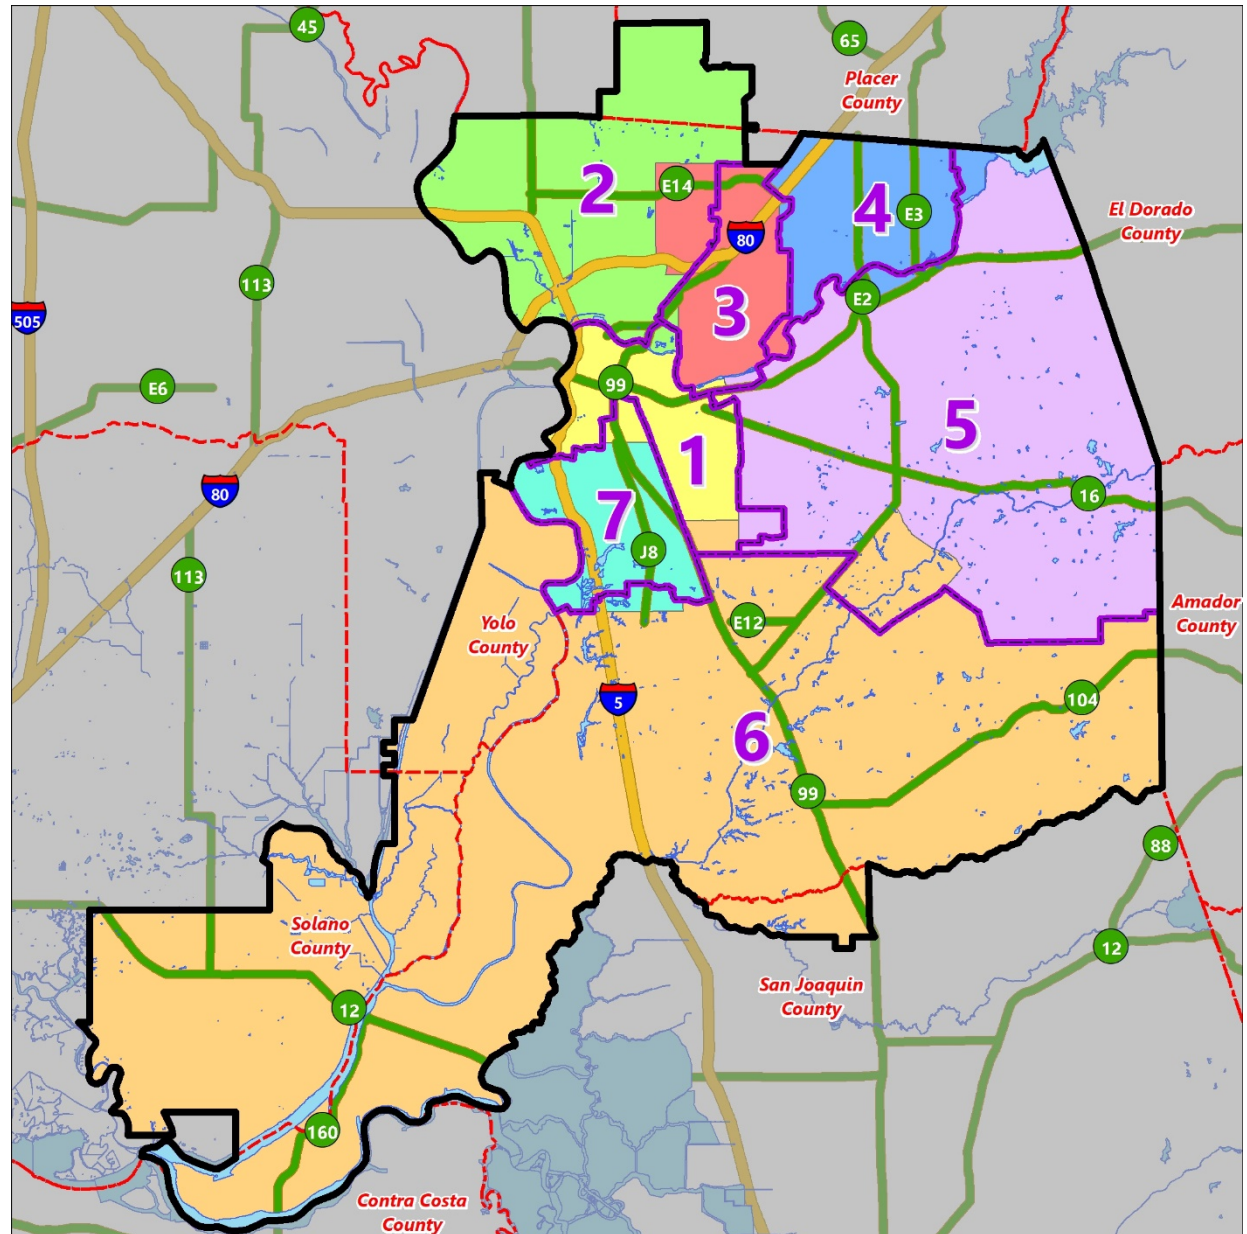 45
65
Placer
County
2
E14
4
E3
80
El Dorado
County
113
505
E2
3
E6
99
5
1
16
80
7
J8
113
Yolo
County
E12
Amador
County
5
104
6
99
88
Solano
County
12
San Joaquin
County
12
160
Contra Costa
County